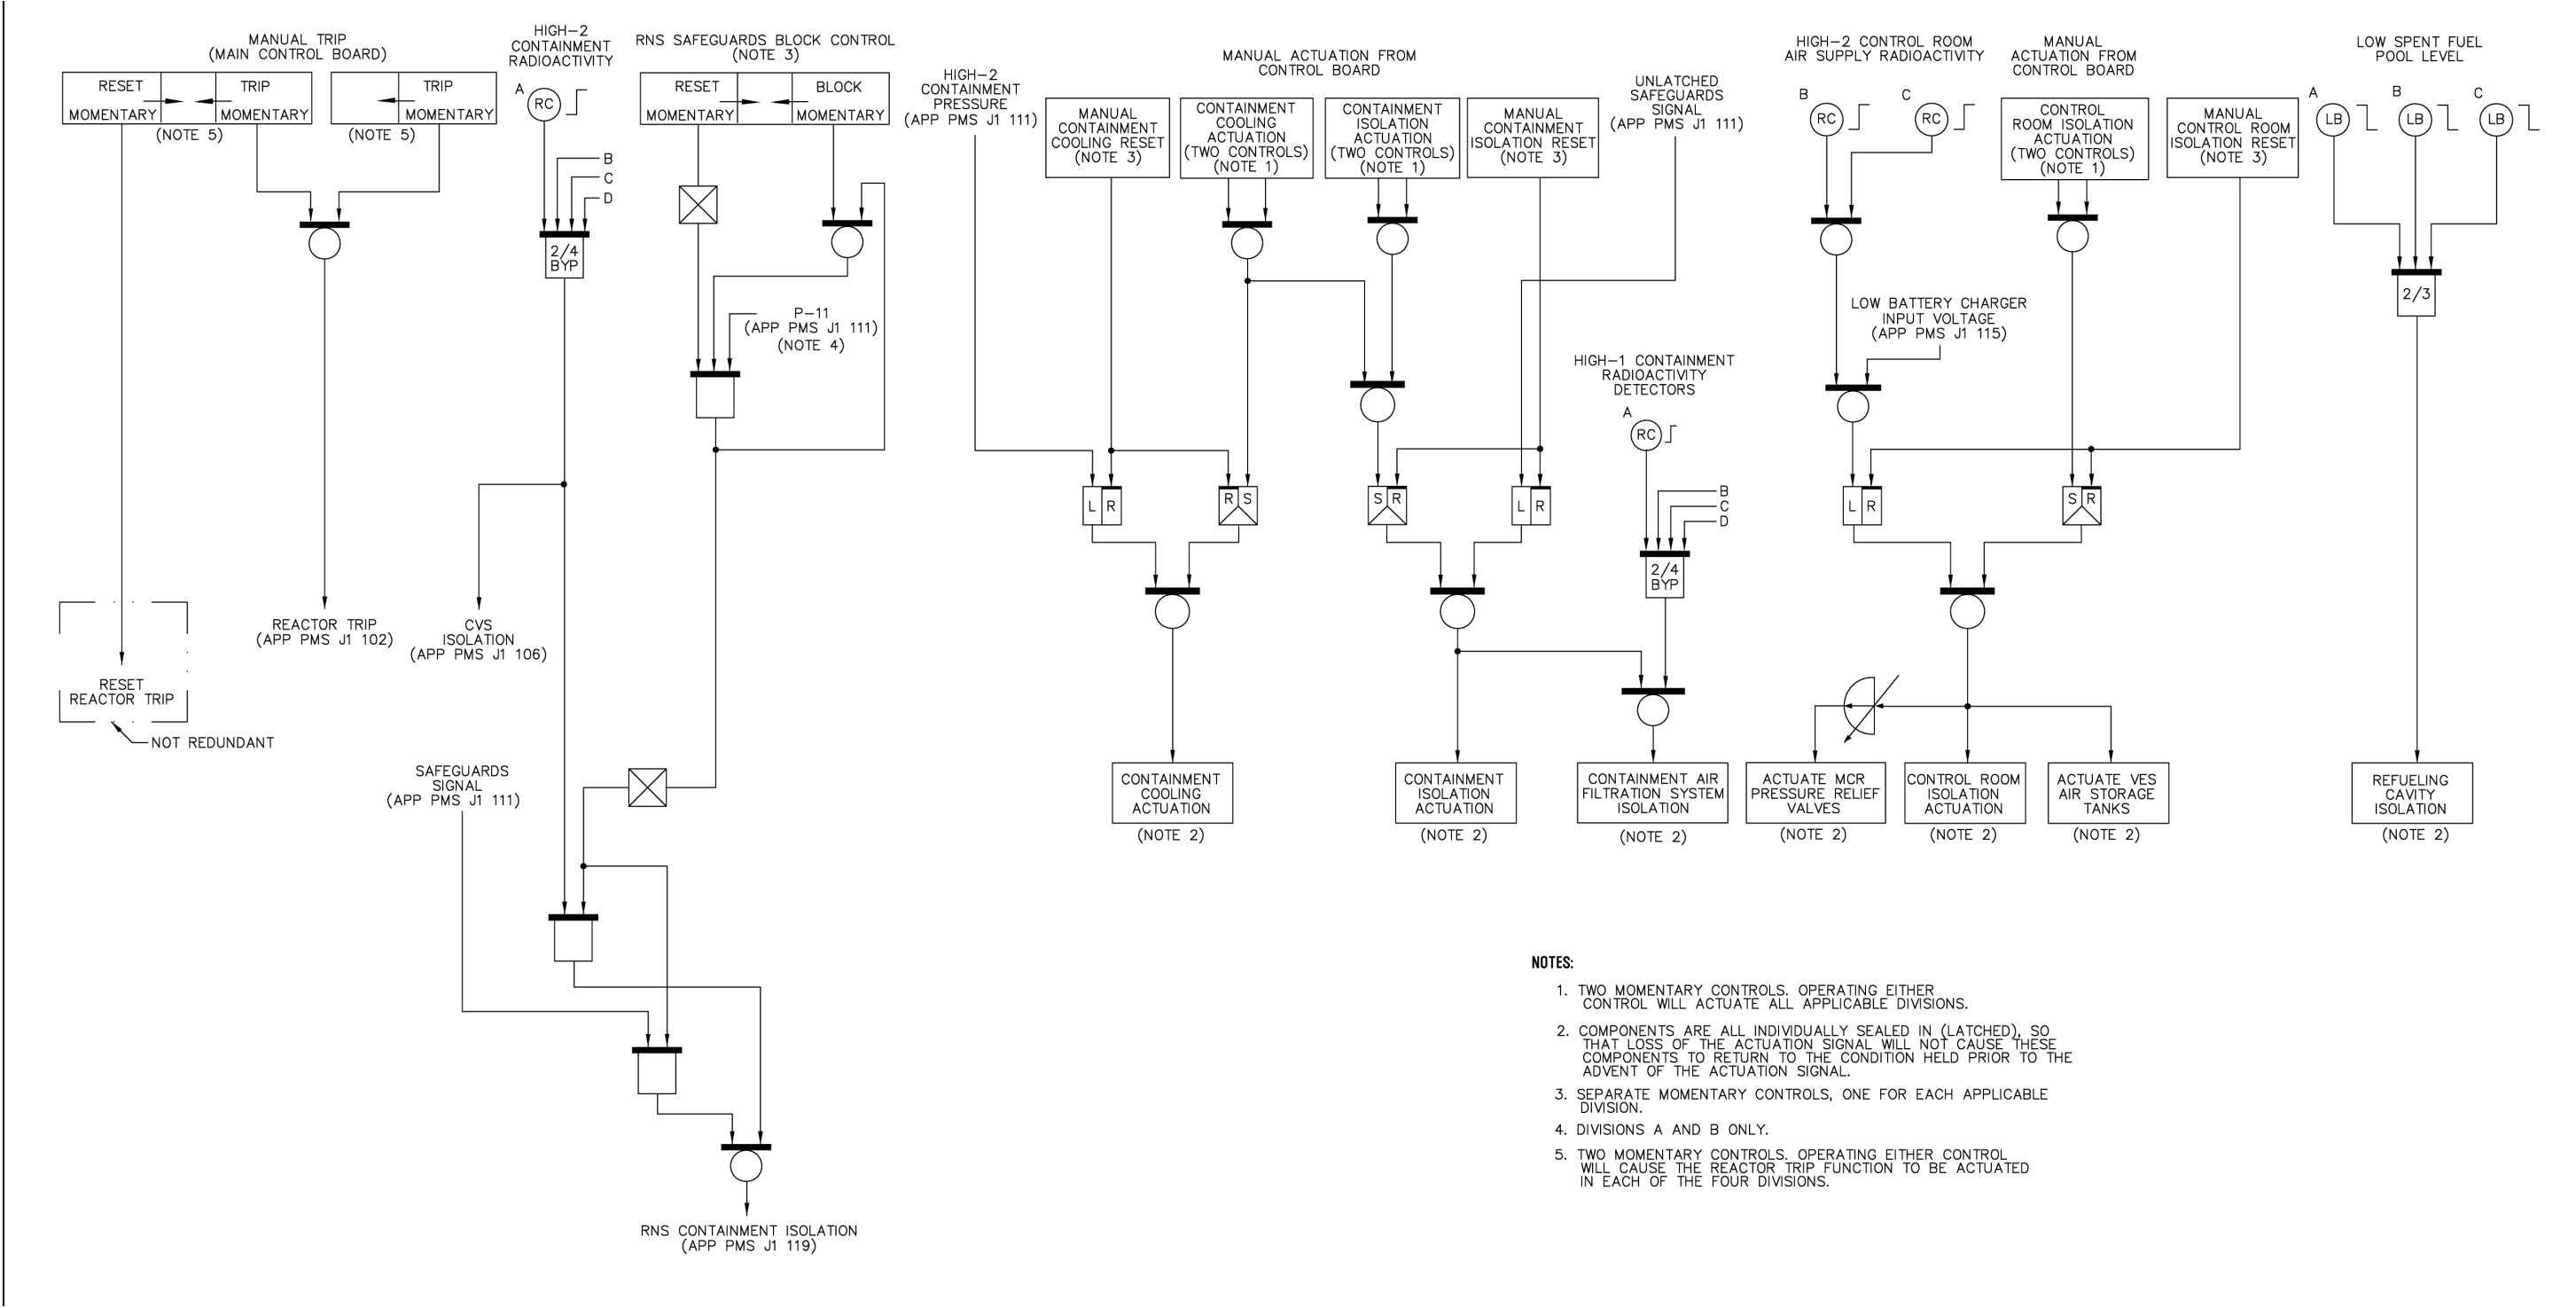 MANUAL TRIP
(MAIN CONTROL BOARD)
RESET
TRIP
MOMENTARY
MOMENTARY
(NOTE 5)
TRIP
MOMENTARY
(NOTE 5)
HIGH-2
CONTAINMENT
RADIOACTIVITY
A
RC
B
C
D
2/4
BYP
RNS SAFEGUARDS BLOCK CONTROL
(NOTE 3)
RESET
BLOCK
MOMENTARY
MOMENTARY
P-11
(APP PMS J1 111)
(NOTE 4)
REACTOR TRIP
(APP PMS J1 102)
CVS
ISOLATION
(APP PMS J1 106)
RESET
REACTOR TRIP
NOT REDUNDANT
SAFEGUARDS
SIGNAL
(APP PMS J1 111)
RNS CONTAINMENT ISOLATION
(APP PMS J1 119)
HIGH-2
CONTAINMENT
PRESSURE
(APP PMS J1 111)
MANUAL ACTUATION FROM
CONTROL BOARD
MANUAL
CONTAINMENT
COOLING RESET
(NOTE 3)
CONTAINMENT
COOLING
ACTUATION
(TWO CONTROLS)
(NOTE 1)
CONTAINMENT
ISOLATION
ACTUATION
(TWO CONTROLS)
(NOTE 1)
MANUAL
CONTAINMENT
ISOLATION RESET
(NOTE 3)
UNLATCHED
SAFEGUARDS
SIGNAL
(APP PMS J1 111)
HIGH-1 CONTAINMENT
RADIOACTIVITY
DETECTORS
A
RC
B
C
D
2/4
BYP
L R
R S
S R
L R
CONTAINMENT
COOLING
ACTUATION
(NOTE 2)
CONTAINMENT
ISOLATION
ACTUATION
(NOTE 2)
CONTAINMENT AIR
FILTRATION SYSTEM
ISOLATION
(NOTE 2)
HIGH-2 CONTROL ROOM
AIR SUPPLY RADIOACTIVITY
B
RC
C
RC
MANUAL
ACTUATION FROM
CONTROL BOARD
CONTROL
ROOM ISOLATION
ACTUATION
(TWO CONTROLS)
(NOTE 1)
MANUAL
CONTROL ROOM
ISOLATION RESET
(NOTE 3)
LOW BATTERY CHARGER
INPUT VOLTAGE
(APP PMS J1 115)
L R
S R
ACTUATE MCR
PRESSURE RELIEF
VALVES
(NOTE 2)
CONTROL ROOM
ISOLATION
ACTUATION
(NOTE 2)
ACTUATE VES
AIR STORAGE
TANKS
(NOTE 2)
LOW SPENT FUEL
POOL LEVEL
A
LB
B
LB
C
LB
2/3
REFUELING
CAVITY
ISOLATION
(NOTE 2)
NOTES:
1. TWO MOMENTARY CONTROLS. OPERATING EITHER
CONTROL WILL ACTUATE ALL APPLICABLE DIVISIONS.
2. COMPONENTS ARE ALL INDIVIDUALLY SEALED IN (LATCHED), SO
THAT LOSS OF THE ACTUATION SIGNAL WILL NOT CAUSE THESE
COMPONENTS TO RETURN TO THE CONDITION HELD PRIOR TO THE
ADVENT OF THE ACTUATION SIGNAL.
3. SEPARATE MOMENTARY CONTROLS, ONE FOR EACH APPLICABLE
DIVISION.
4. DIVISIONS A AND B ONLY.
5. TWO MOMENTARY CONTROLS. OPERATING EITHER CONTROL
WILL CAUSE THE REACTOR TRIP FUNCTION TO BE ACTUATED
IN EACH OF THE FOUR DIVISIONS.